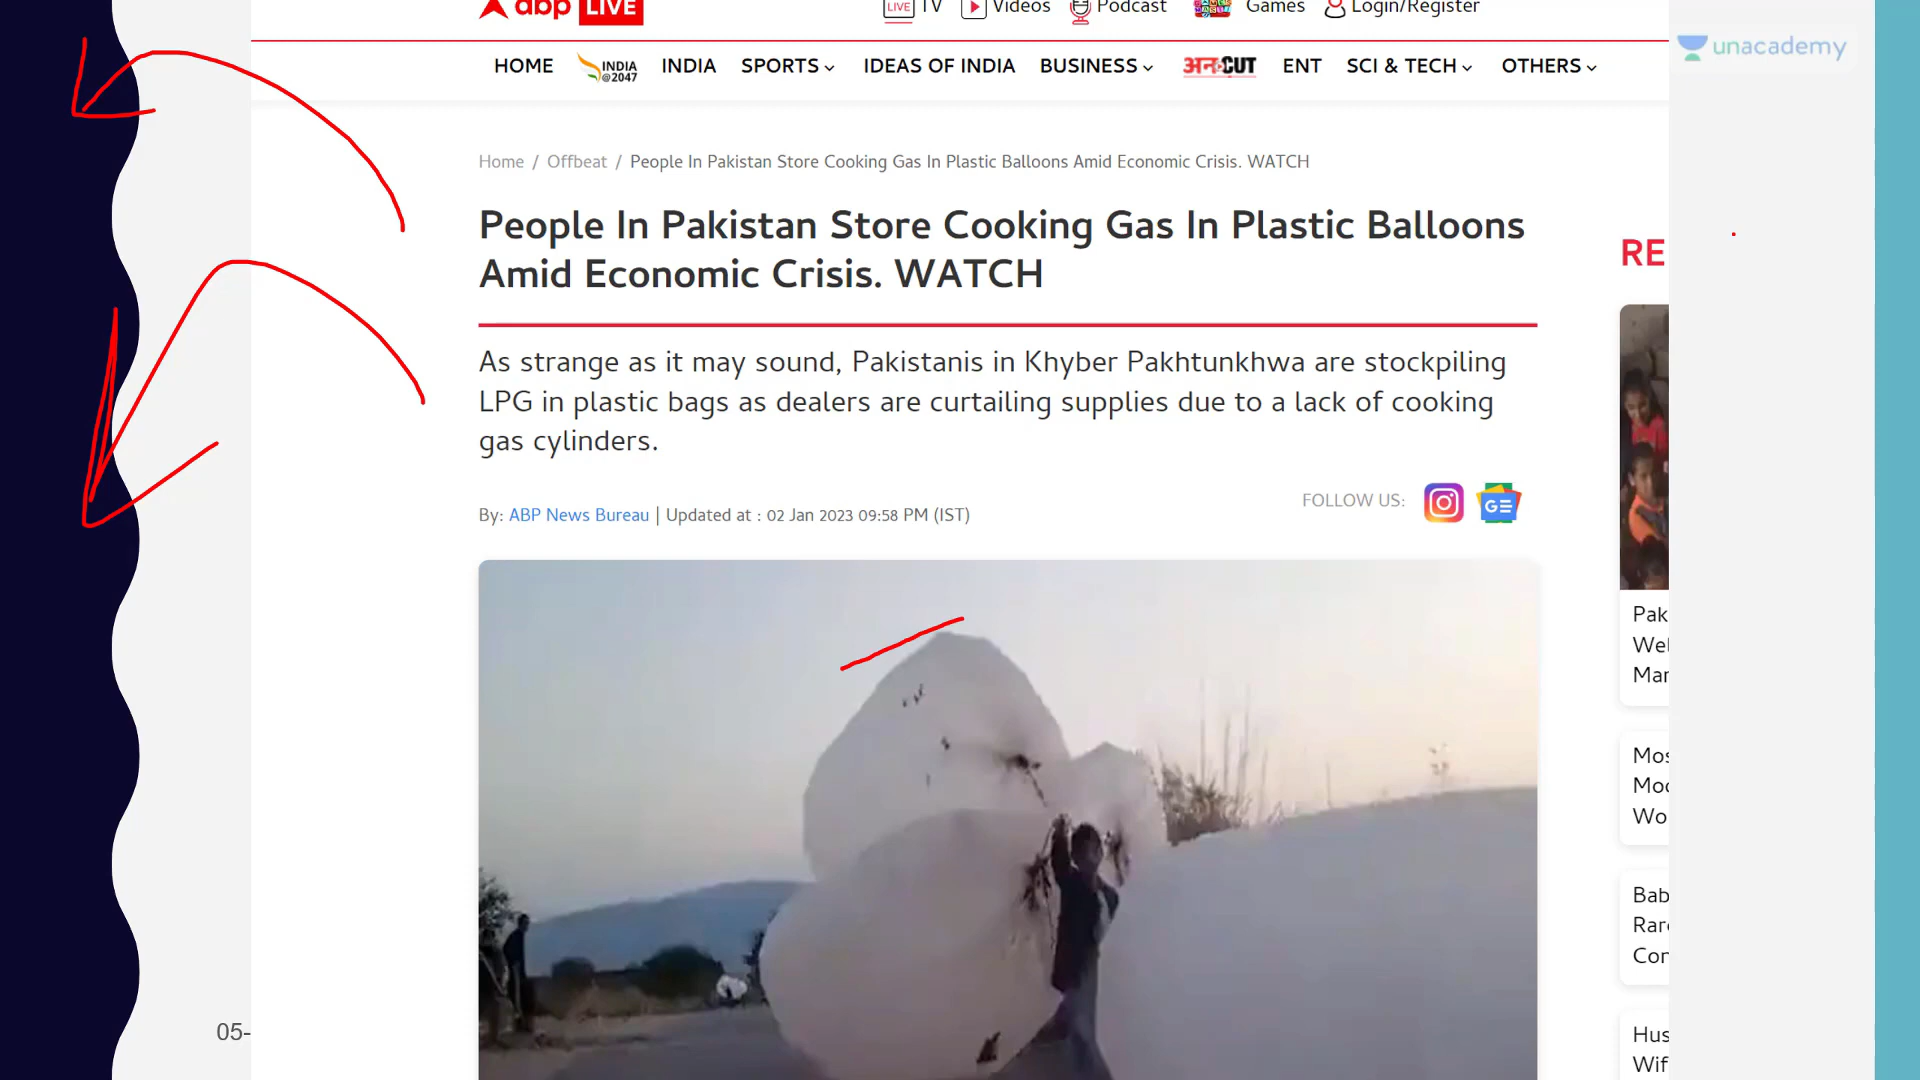 abp LIVE
LIVE TV Videos Podcast Games Login/Register
unacademy
HOME INDIA @2047 INDIA SPORTS IDEAS OF INDIA BUSINESS अनCUT ENT SCI & TECH OTHERS
Home / Offbeat / People In Pakistan Store Cooking Gas In Plastic Balloons Amid Economic Crisis. WATCH
People In Pakistan Store Cooking Gas In Plastic Balloons
Amid Economic Crisis. WATCH
RE
As strange as it may sound, Pakistanis in Khyber Pakhtunkhwa are stockpiling
LPG in plastic bags as dealers are curtailing supplies due to a lack of cooking
gas cylinders.
FOLLOW US: GE
By: ABP News Bureau | Updated at : 02 Jan 2023 09:58 PM (IST)
Pak
Wel
Mar
Mos
Mod
Wo
Bab
Rare
Con
05-
Hus
Wif